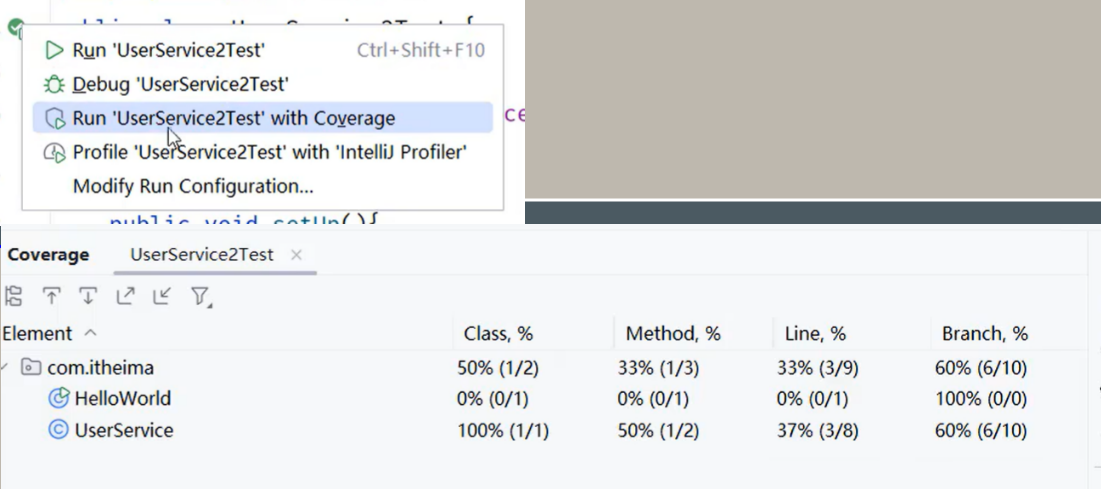 Run 'UserService2Test' Ctrl+Shift+F10
Debug 'UserService2Test'
Run 'UserService2Test' with Coverage
ce
Profile 'UserService2Test' with 'IntelliJ Profiler'
Modify Run Configuration...
public void setUp(){
Coverage UserService2Test
Element Class, % Method, % Line, % Branch, %
com.itheima 50% (1/2) 33% (1/3) 33% (3/9) 60% (6/10)
HelloWorld 0% (0/1) 0% (0/1) 0% (0/1) 100% (0/0)
UserService 100% (1/1) 50% (1/2) 37% (3/8) 60% (6/10)